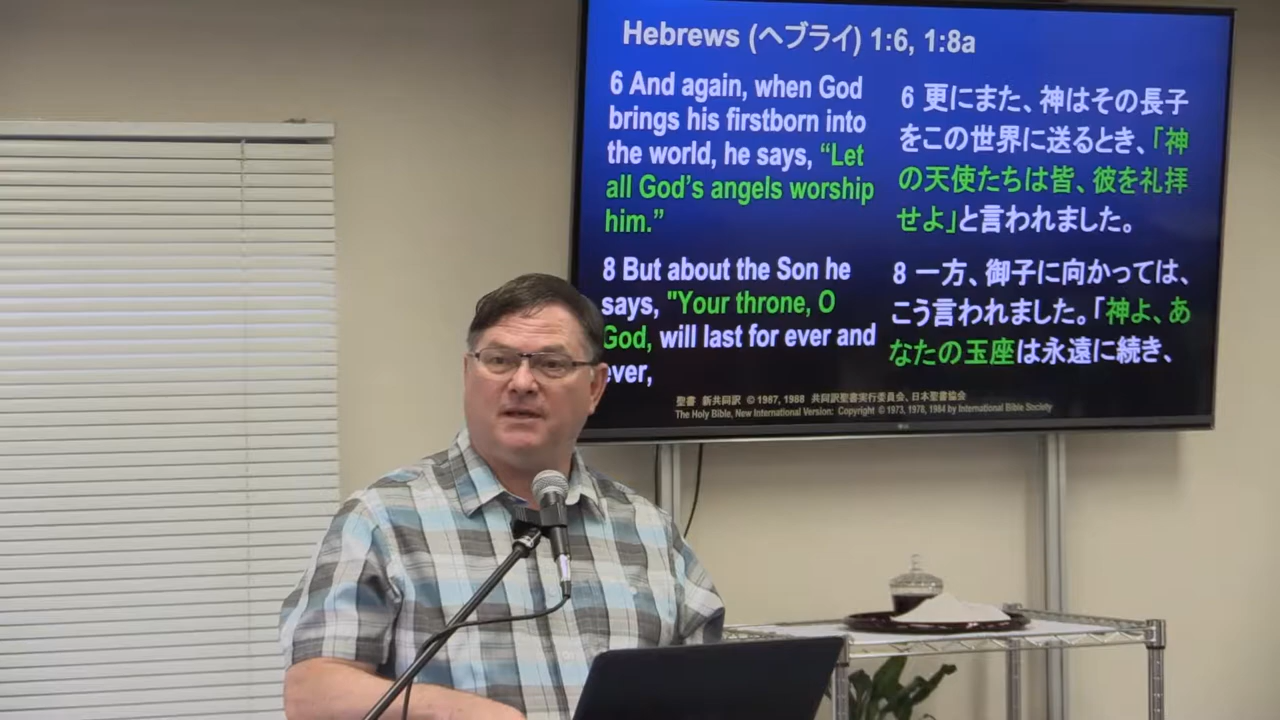 Hebrews (ヘブライ) 1:6, 1:8a
6 And again, when God
brings his firstborn into
the world, he says, “Let
all God’s angels worship
him.”
8 But about the Son he
says, "Your throne, O
God, will last for ever and
ever,
6 更にまた、神はその長子
をこの世界に送るとき、「神
の天使たちは皆、彼を礼拝
せよ」と言われました。
8 一方、御子に向かっては、
こう言われました。「神よ、あ
なたの玉座は永遠に続き、
聖書 新共同訳 © 1987, 1988 共同訳聖書実行委員会、日本聖書協会
The Holy Bible, New International Version: Copyright © 1973, 1978, 1984 by International Bible Society
LG